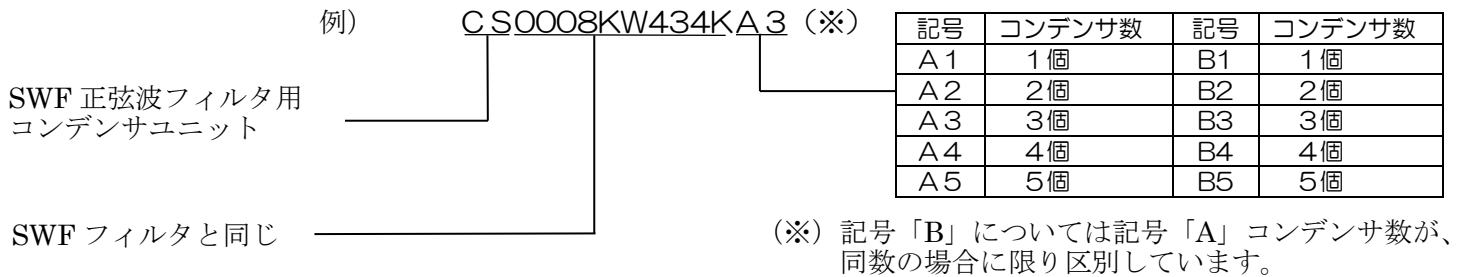 例) ＣＳ0008KW434KＡ３（※）
SWF 正弦波フィルタ用
コンデンサユニット
SWF フィルタと同じ
記号 コンデンサ数 記号 コンデンサ数
Ａ１ １個 B1 １個
Ａ２ ２個 B2 ２個
Ａ３ ３個 B3 ３個
Ａ４ ４個 B4 ４個
Ａ５ ５個 B5 ５個
（※）記号「B」については記号「A」コンデンサ数が、
同数の場合に限り区別しています。